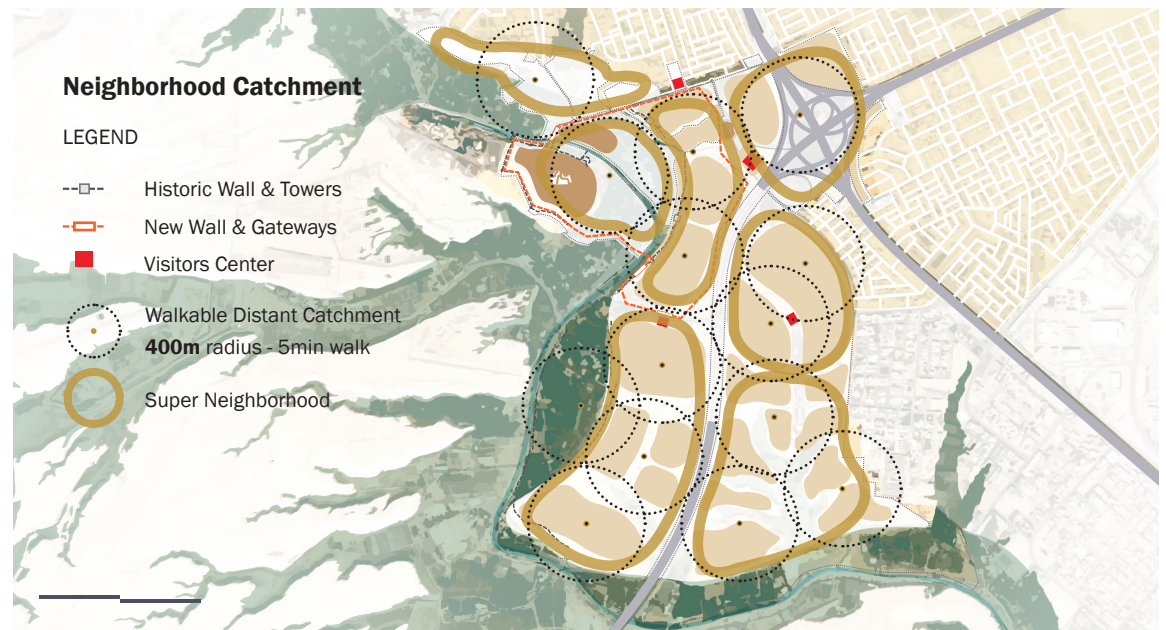 Neighborhood Catchment
LEGEND
Historic Wall & Towers
New Wall & Gateways
Visitors Center
Walkable Distant Catchment
400m radius - 5min walk
Super Neighborhood